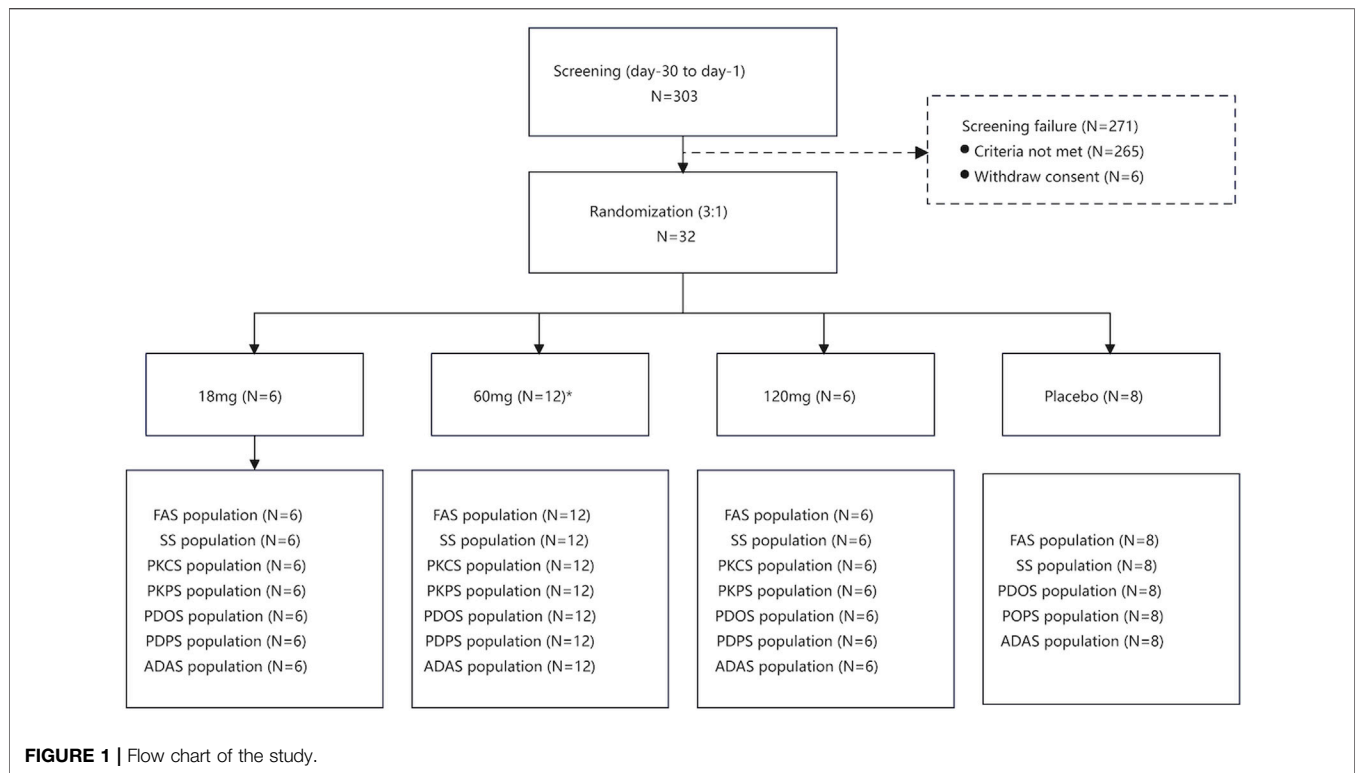 Screening (day-30 to day-1)
N=303
Screening failure (N=271)
● Criteria not met (N=265)
● Withdraw consent (N=6)
Randomization (3:1)
N=32
18mg (N=6)
60mg (N=12)*
120mg (N=6)
Placebo (N=8)
FAS population (N=6)
SS population (N=6)
PKCS population (N=6)
PKPS population (N=6)
PDOS population (N=6)
PDPS population (N=6)
ADAS population (N=6)
FAS population (N=12)
SS population (N=12)
PKCS population (N=12)
PKPS population (N=12)
PDOS population (N=12)
PDPS population (N=12)
ADAS population (N=12)
FAS population (N=6)
SS population (N=6)
PKCS population (N=6)
PKPS population (N=6)
PDOS population (N=6)
PDPS population (N=6)
ADAS population (N=6)
FAS population (N=8)
SS population (N=8)
PDOS population (N=8)
POPS population (N=8)
ADAS population (N=8)
FIGURE 1 | Flow chart of the study.